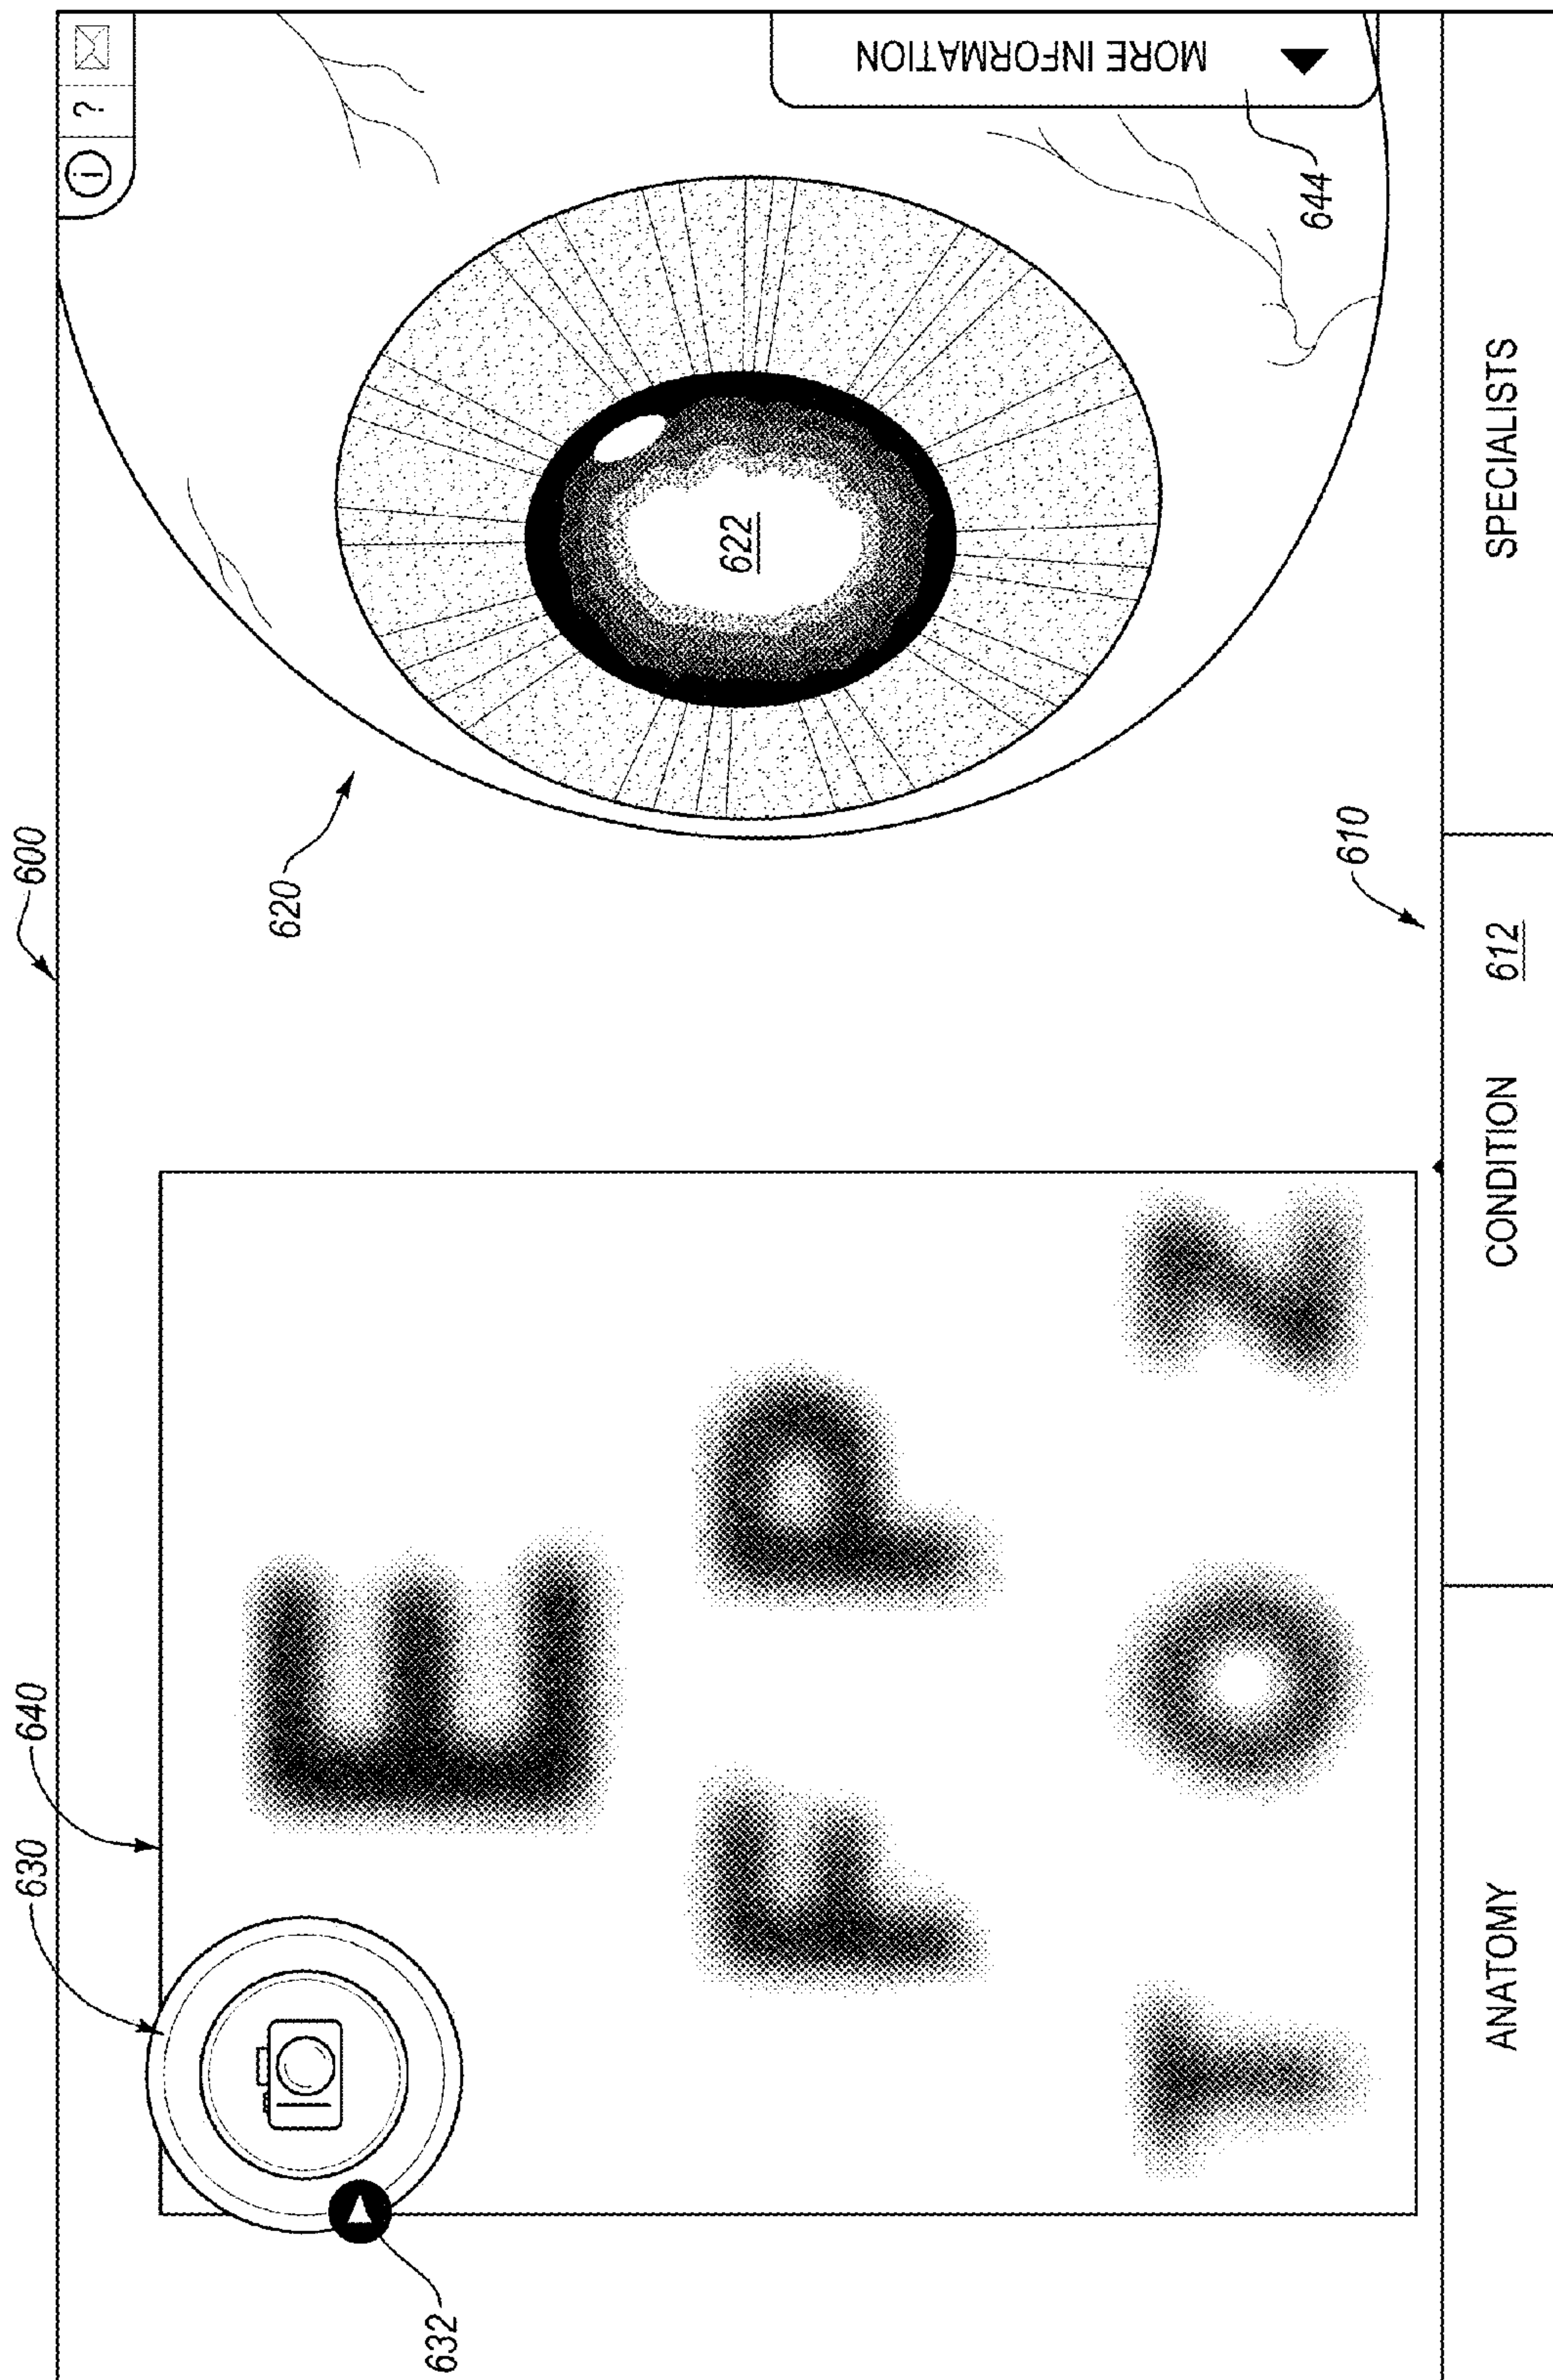 630 640 600
i ?
632
E
620
F P
622
MORE INFORMATION
T O Z
644
610
ANATOMY CONDITION 612 SPECIALISTS